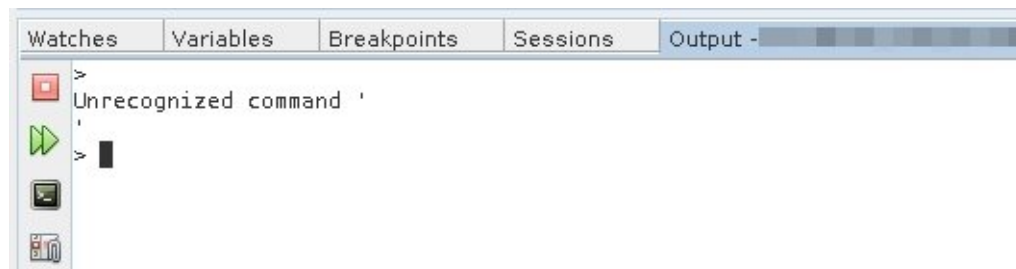 Watches Variables Breakpoints Sessions Output -
>
Unrecognized command '
'
>